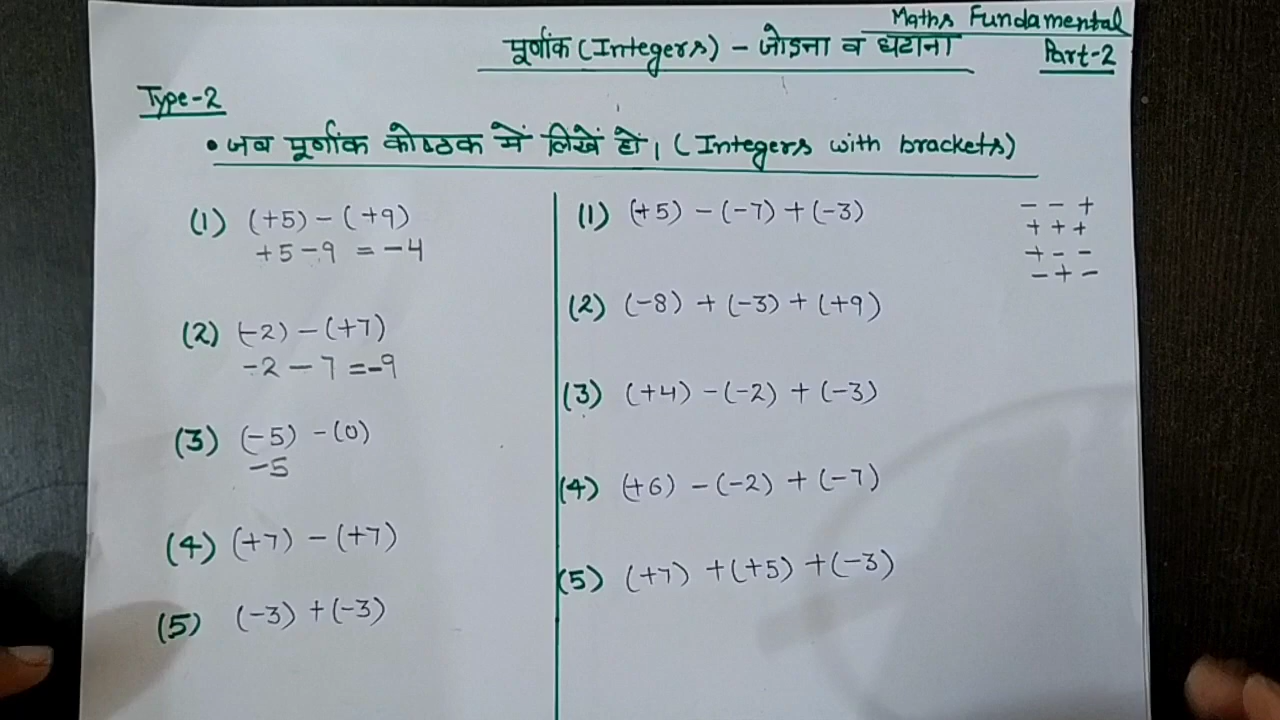 Maths Fundamental
Part-2
पूर्णांक (Integers) - जोडना व घटाना
Type-2
• जब पूर्णांक कोष्ठक में लिखें हों। (Integers with brackets)
(1) (+5) - (+9)
+5 - 9 = -4
(2) (-2) - (+7)
-2 - 7 = -9
(3) (-5) - (0)
-5
(4) (+7) - (+7)
(5) (-3) + (-3)
(1) (+5) - (-7) + (-3)
(2) (-8) + (-3) + (+9)
(3) (+4) - (-2) + (-3)
(4) (+6) - (-2) + (-7)
(5) (+7) + (+5) + (-3)
- - +
+ + +
+ - -
- + -